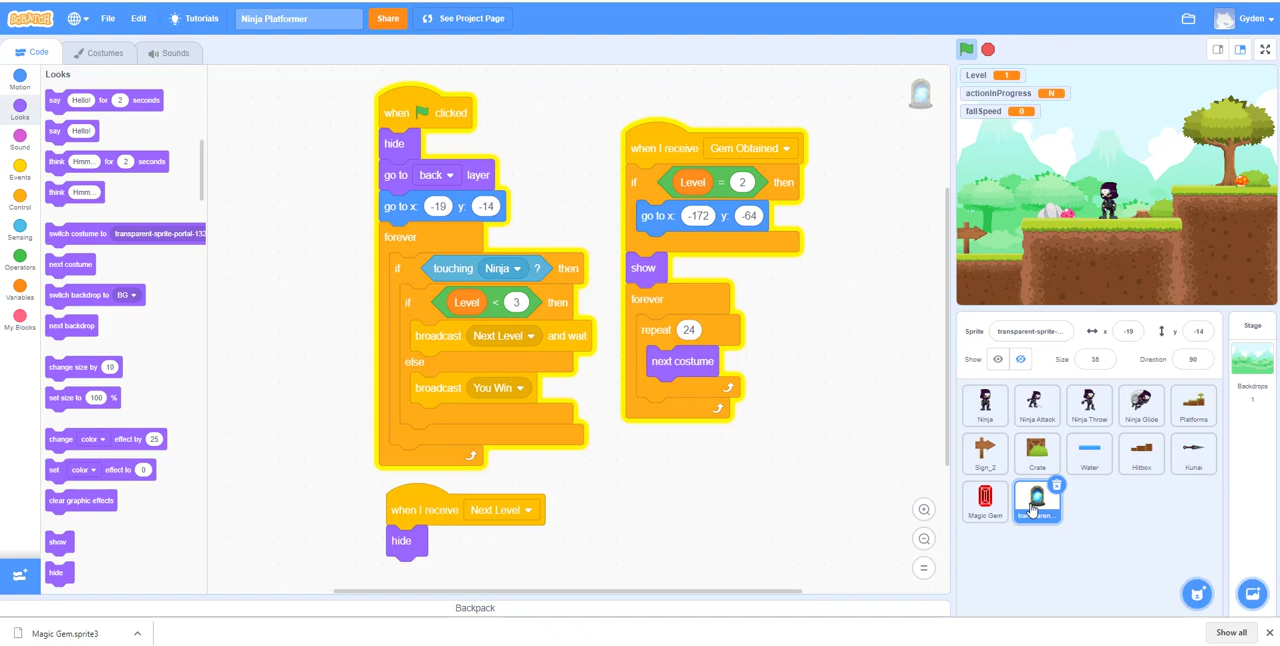 SCRATCH File Edit Tutorials Ninja Platformer Share See Project Page Gyden
Code Costumes Sounds
Motion
Looks
Sound
Events
Control
Sensing
Operators
Variables
My Blocks
Looks
say Hello! for 2 seconds
say Hello!
think Hmm... for 2 seconds
think Hmm...
switch costume to transparent-sprite-portal-132
next costume
switch backdrop to BG
next backdrop
change size by 10
set size to 100 %
change color effect by 25
set color effect to 0
clear graphic effects
show
hide
when clicked
hide
go to back layer
go to x: -19 y: -14
forever
if touching Ninja ? then
if Level < 3 then
broadcast Next Level and wait
else
broadcast You Win
when I receive Next Level
hide
when I receive Gem Obtained
if Level = 2 then
go to x: -172 y: -64
show
forever
repeat 24
next costume
Level 1
actionInProgress N
fallSpeed 0
Sprite transparent-sprite-... x -19 y -14
Show Size 35 Direction 90
Stage
Backdrops
1
Ninja Ninja Attack Ninja Throw Ninja Glide Platforms
Sign_2 Crate Water Hitbox Kunai
Magic Gem
Backpack
Magic Gem.sprite3 Show all